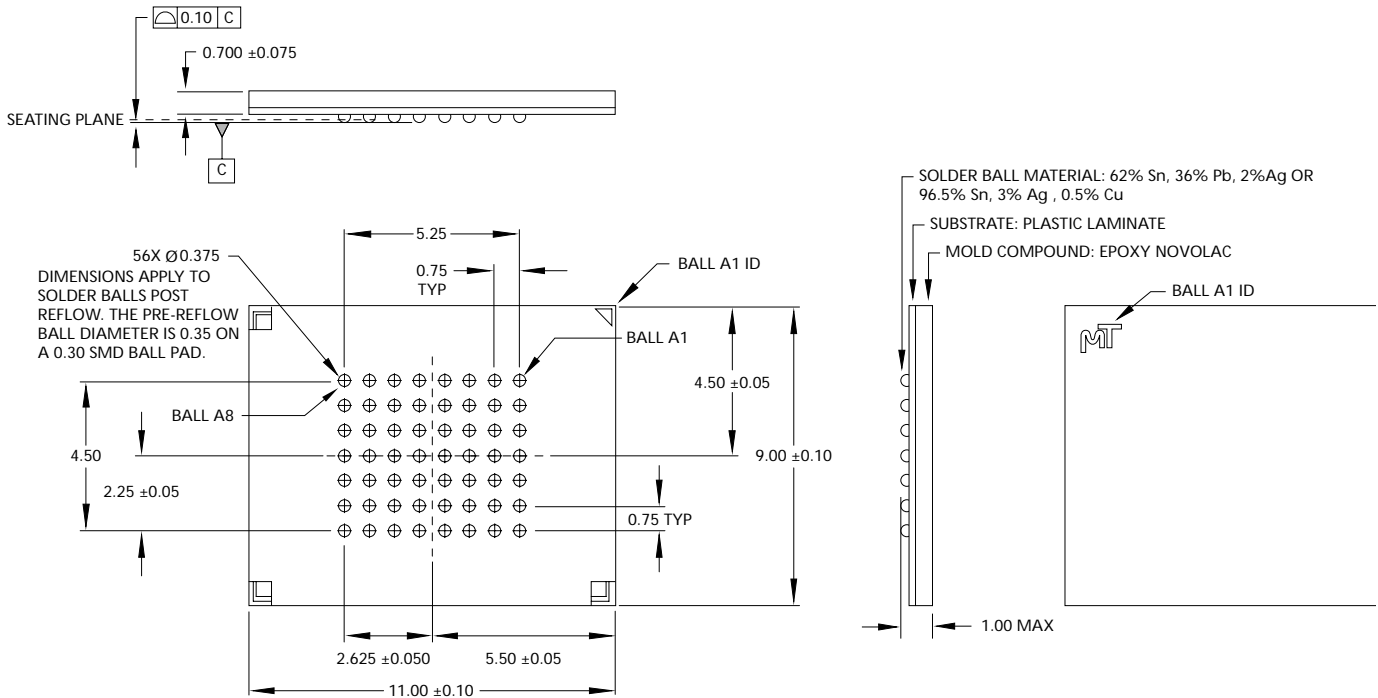 0.10 C
0.700 ±0.075
SEATING PLANE
C
SOLDER BALL MATERIAL: 62% Sn, 36% Pb, 2%Ag OR
96.5% Sn, 3% Ag , 0.5% Cu
SUBSTRATE: PLASTIC LAMINATE
MOLD COMPOUND: EPOXY NOVOLAC
5.25
56X Ø0.375
DIMENSIONS APPLY TO
SOLDER BALLS POST
REFLOW. THE PRE-REFLOW
BALL DIAMETER IS 0.35 ON
A 0.30 SMD BALL PAD.
0.75
TYP
BALL A1 ID
BALL A1 ID
MT
BALL A1
4.50 ±0.05
BALL A8
4.50
9.00 ±0.10
2.25 ±0.05
0.75 TYP
1.00 MAX
2.625 ±0.050
5.50 ±0.05
11.00 ±0.10